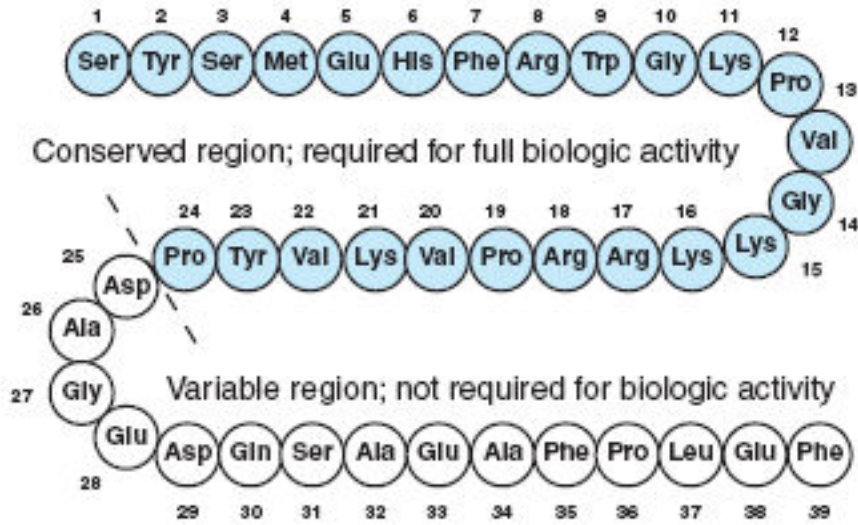 1 2 3 4 5 6 7 8 9 10 11
Ser Tyr Ser Met Glu His Phe Arg Trp Gly Lys
12
Pro
13
Val
Conserved region; required for full biologic activity
Gly
14
24 23 22 21 20 19 18 17 16
Pro Tyr Val Lys Val Pro Arg Arg Lys Lys
15
25
Asp
26
Ala
Variable region; not required for biologic activity
27 Gly
Glu
28
Asp Gln Ser Ala Glu Ala Phe Pro Leu Glu Phe
29 30 31 32 33 34 35 36 37 38 39